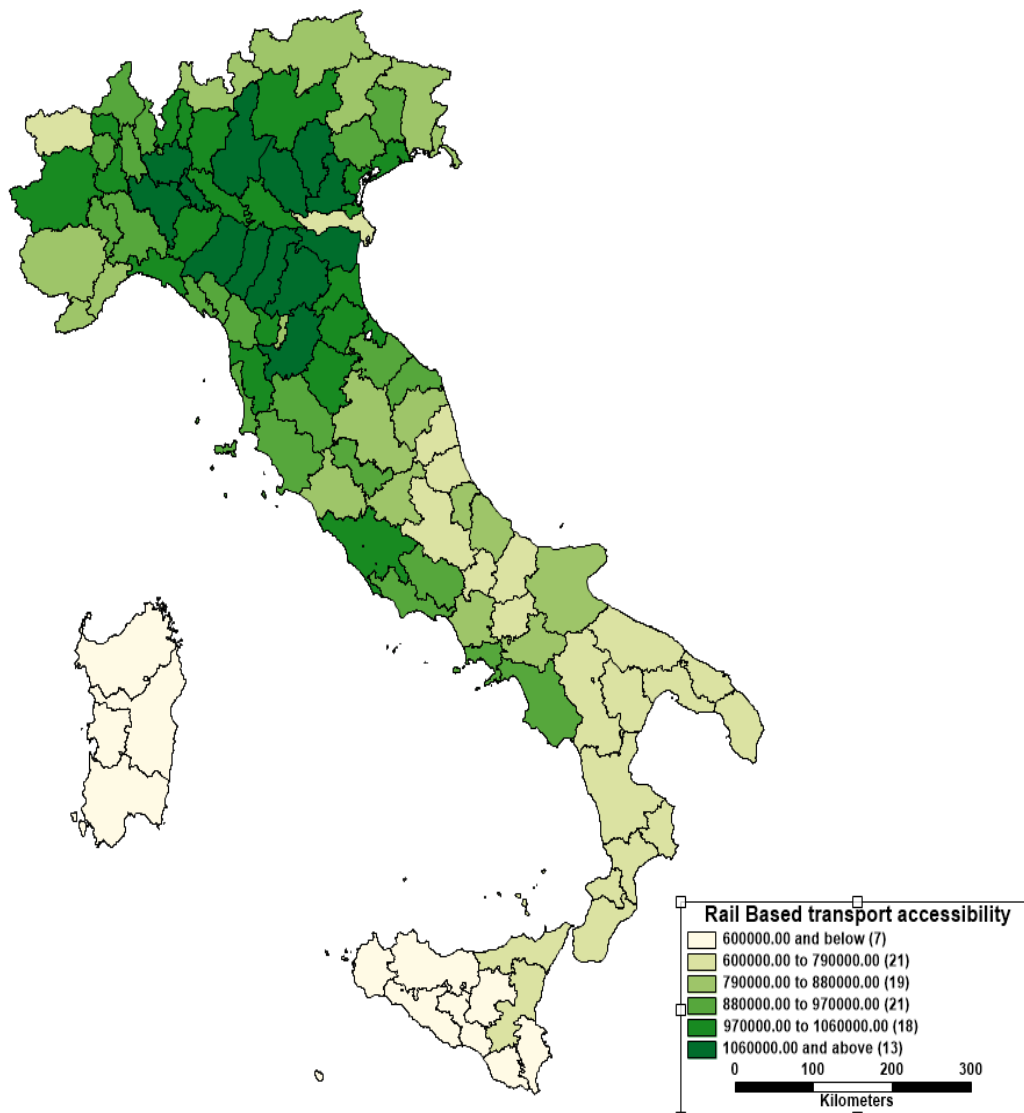 Rail Based transport accessibility
600000.00 and below (7)
600000.00 to 790000.00 (21)
790000.00 to 880000.00 (19)
880000.00 to 970000.00 (21)
970000.00 to 1060000.00 (18)
1060000.00 and above (13)
0 100 200 300
Kilometers